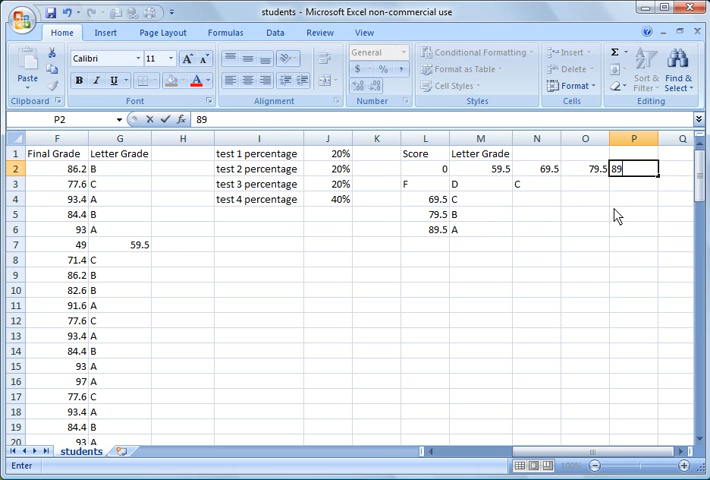 students - Microsoft Excel non-commercial use
Home Insert Page Layout Formulas Data Review View
Paste
Clipboard
Calibri 11
B I U
Font
Alignment
General
$ % ,
Number
Conditional Formatting
Format as Table
Cell Styles
Styles
Insert
Delete
Format
Cells
Σ
Sort & Filter
Find & Select
Editing
P2 fx 89
F G H I J K L M N O P Q
1 Final Grade Letter Grade test 1 percentage 20% Score Letter Grade
2 86.2 B test 2 percentage 20% 0 59.5 69.5 79.5 89
3 77.6 C test 3 percentage 20% F D C
4 93.4 A test 4 percentage 40% 69.5 C
5 84.4 B 79.5 B
6 93 A 89.5 A
7 49 59.5
8 71.4 C
9 86.2 B
10 82.6 B
11 91.6 A
12 77.6 C
13 93.4 A
14 84.4 B
15 93 A
16 97 A
17 77.6 C
18 93.4 A
19 84.4 B
20 93 A
students
Enter 100%